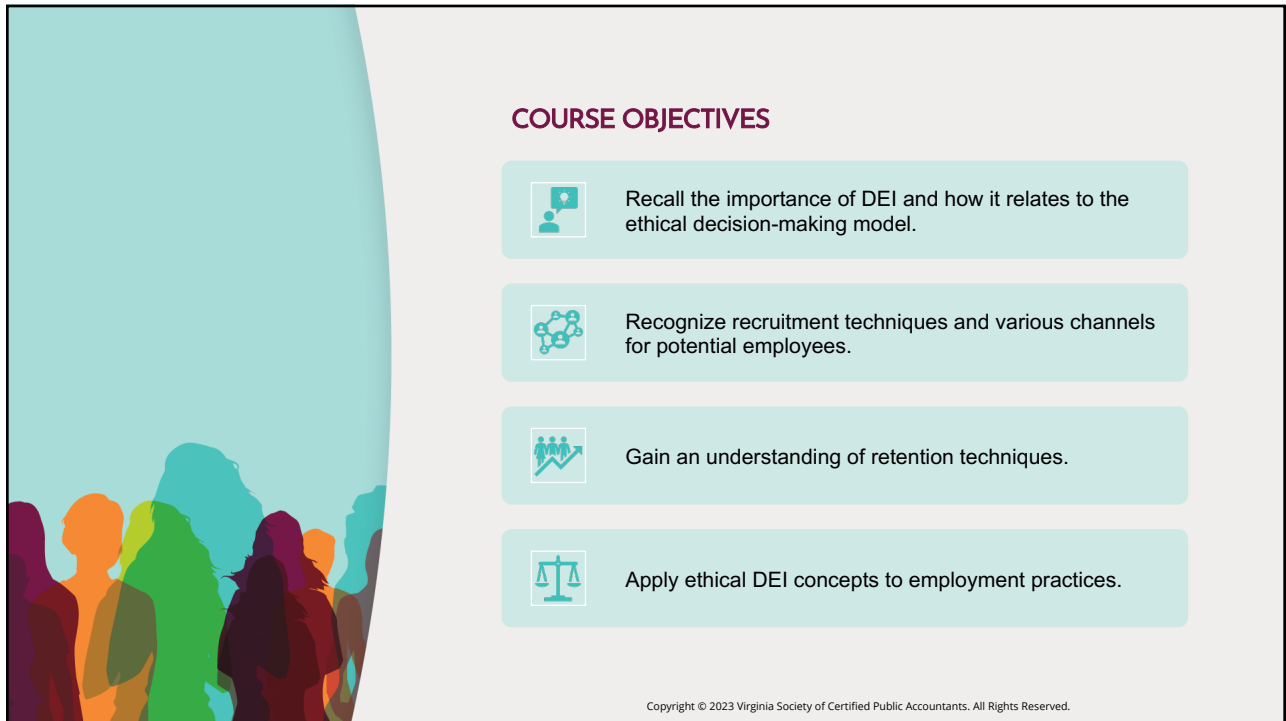 COURSE OBJECTIVES
Recall the importance of DEI and how it relates to the
ethical decision-making model.
Recognize recruitment techniques and various channels
for potential employees.
Gain an understanding of retention techniques.
Apply ethical DEI concepts to employment practices.
Copyright © 2023 Virginia Society of Certified Public Accountants. All Rights Reserved.